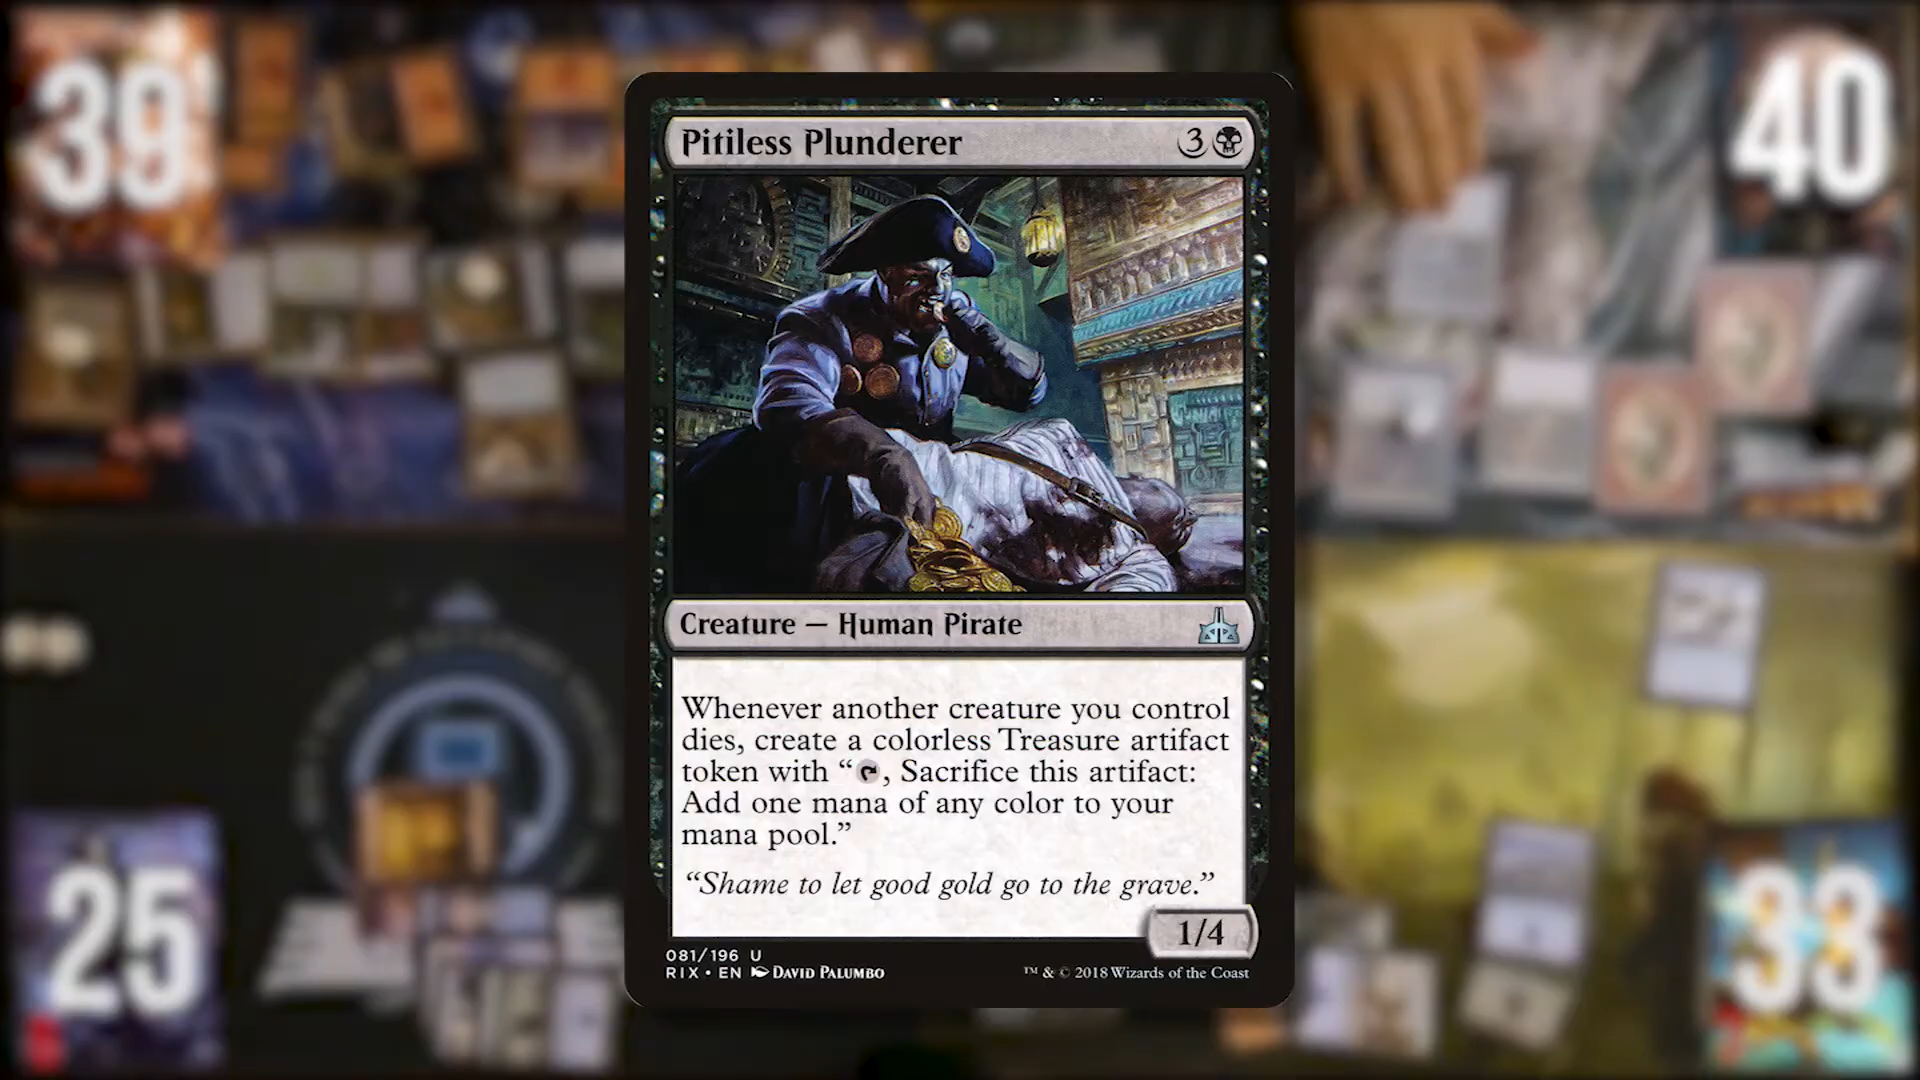 39
40
Pitiless Plunderer 3
Creature — Human Pirate
Whenever another creature you control
dies, create a colorless Treasure artifact
token with “, Sacrifice this artifact:
Add one mana of any color to your
mana pool.”
“Shame to let good gold go to the grave.”
1/4
081/196 U
RIX • EN DAVID PALUMBO
™ & © 2018 Wizards of the Coast
25
33